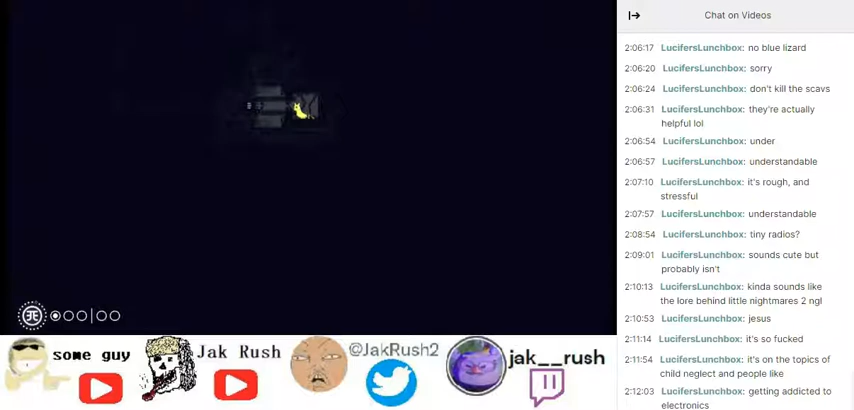 Chat on Videos
2:06:17 LucifersLunchbox: no blue lizard
2:06:20 LucifersLunchbox: sorry
2:06:24 LucifersLunchbox: don't kill the scavs
2:06:31 LucifersLunchbox: they're actually
helpful lol
2:06:54 LucifersLunchbox: under
2:06:57 LucifersLunchbox: understandable
2:07:10 LucifersLunchbox: it's rough, and
stressful
2:07:57 LucifersLunchbox: understandable
2:08:54 LucifersLunchbox: tiny radios?
2:09:01 LucifersLunchbox: sounds cute but
probably isn't
2:10:13 LucifersLunchbox: kinda sounds like
the lore behind little nightmares 2 ngl
2:10:53 LucifersLunchbox: jesus
2:11:14 LucifersLunchbox: it's so fucked
2:11:54 LucifersLunchbox: it's on the topics of
child neglect and people like
2:12:03 LucifersLunchbox: getting addicted to
electronics
some guy
Jak Rush
@JakRush2
jak__rush